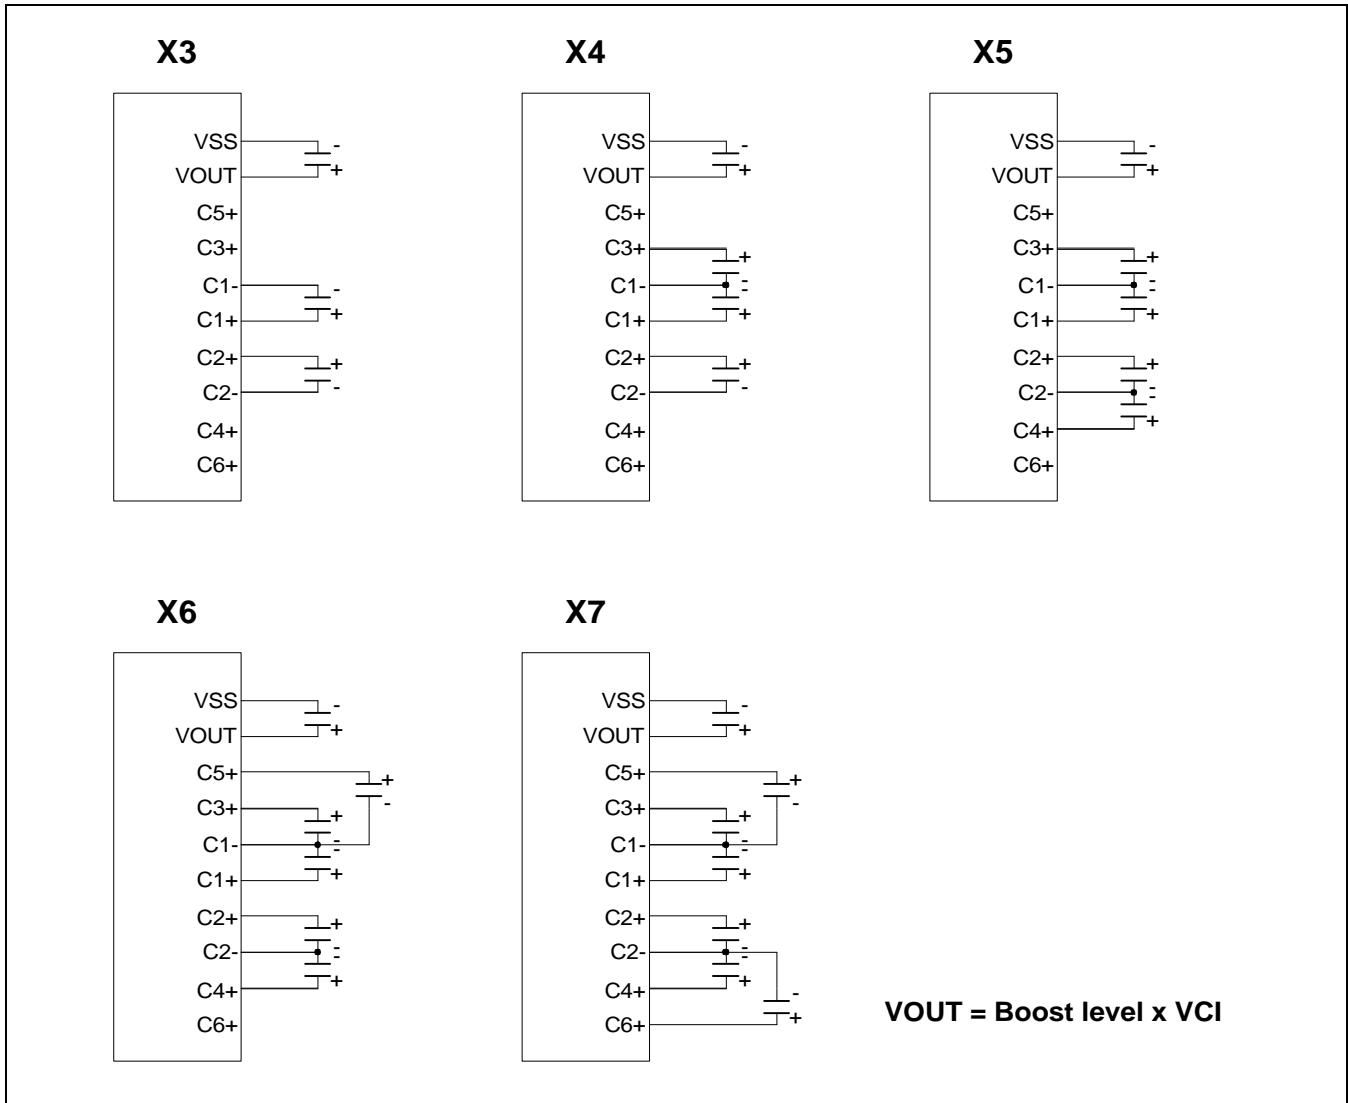 X3
VSS
-
VOUT
+
C5+
C3+
C1-
-
C1+
+
C2+
+
C2-
-
C4+
C6+
X4
VSS
-
VOUT
+
C5+
C3+
+
C1-
-
-
C1+
+
C2+
+
C2-
-
C4+
C6+
X5
VSS
-
VOUT
+
C5+
C3+
+
C1-
-
-
C1+
+
C2+
+
C2-
-
-
C4+
+
C6+
X6
VSS
-
VOUT
+
C5+
+
-
C3+
+
C1-
-
-
C1+
+
C2+
+
C2-
-
-
C4+
+
C6+
X7
VSS
-
VOUT
+
C5+
+
-
C3+
+
C1-
-
-
C1+
+
C2+
+
C2-
-
-
C4+
+
-
C6+
+
VOUT = Boost level x VCI